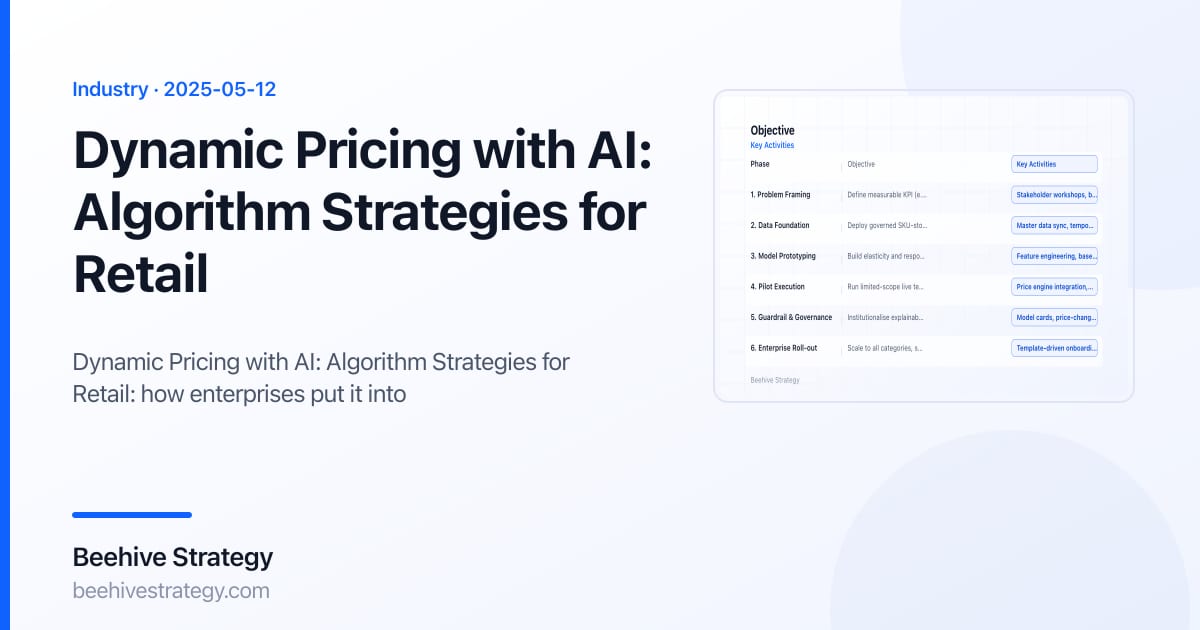 Industry · 2025-05-12
Dynamic Pricing with AI:
Algorithm Strategies for
Retail
Dynamic Pricing with AI: Algorithm Strategies for
Retail: how enterprises put it into
Beehive Strategy
beehivestrategy.com
Objective
Key Activities
Phase Objective Key Activities
1. Problem Framing Define measurable KPI (e....
2. Data Foundation Deploy governed SKU-sto...
3. Model Prototyping Build elasticity and respo...
4. Pilot Execution Run limited-scope live te...
5. Guardrail & Governance Institutionalise explainab...
6. Enterprise Roll-out Scale to all categories, s...
Stakeholder workshops, b...
Master data sync, tempo...
Feature engineering, base...
Price engine integration,...
Model cards, price-chang...
Template-driven onboardi...
Beehive Strategy